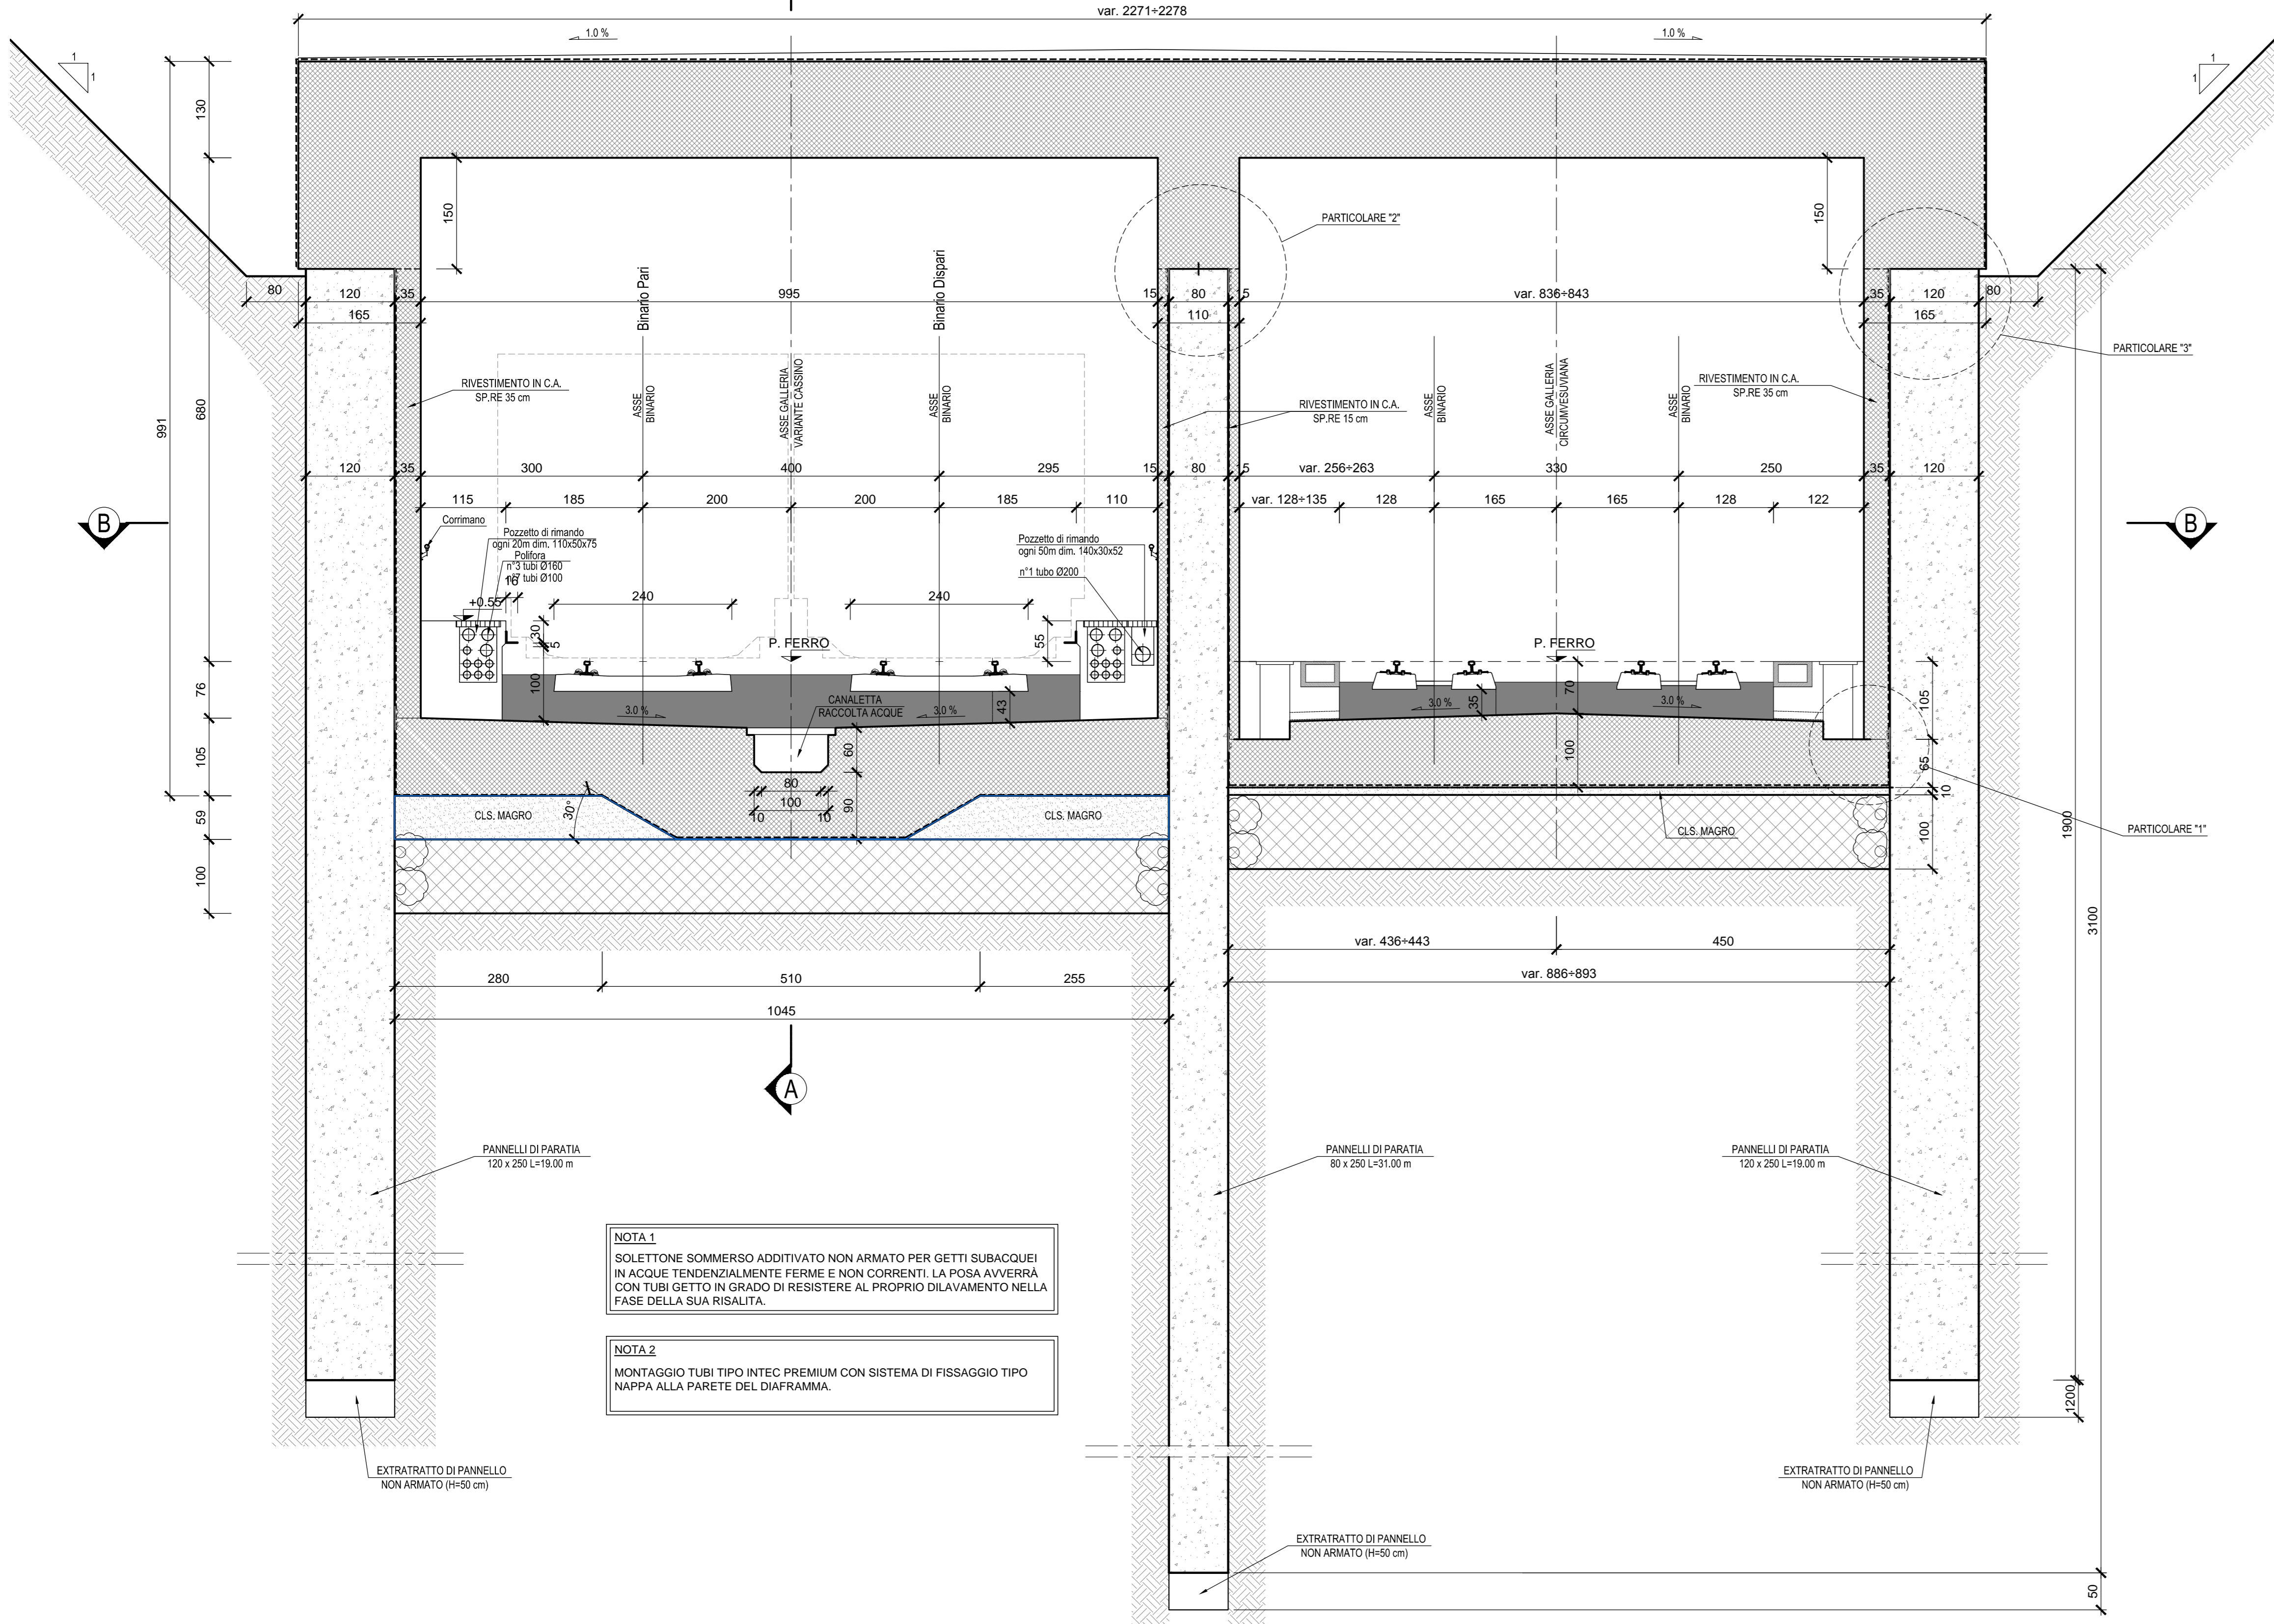 var. 2271÷2278
1.0 %
1.0 %
1
1
1
1
130
150
150
PARTICOLARE "2"
80
120
35
995
15
80
15
var. 836÷843
35
120
80
165
110
165
Binario Pari
Binario Dispari
PARTICOLARE "3"
RIVESTIMENTO IN C.A.
SP.RE 35 cm
ASSE
BINARIO
ASSE GALLERIA
VARIANTE CASSINO
ASSE
BINARIO
RIVESTIMENTO IN C.A.
SP.RE 15 cm
ASSE
BINARIO
ASSE GALLERIA
CIRCUMVESUVIANA
ASSE
BINARIO
RIVESTIMENTO IN C.A.
SP.RE 35 cm
991
680
120
35
300
400
295
15
80
15
var. 256÷263
330
250
35
120
115
185
200
200
185
110
var. 128÷135
128
165
165
128
122
B
B
Corrimano
Pozzetto di rimando
ogni 20m dim. 110x50x75
Polifora
n°3 tubi Ø160
n°7 tubi Ø100
16
Pozzetto di rimando
ogni 50m dim. 140x30x52
n°1 tubo Ø200
+0.55
240
240
30
5
55
P. FERRO
P. FERRO
76
100
3.0 %
CANALETTA
RACCOLTA ACQUE
3.0 %
43
3.0 %
35
70
3.0 %
105
105
60
100
65
80
100
10
10
90
10
59
CLS. MAGRO
30°
CLS. MAGRO
CLS. MAGRO
100
PARTICOLARE "1"
100
1900
3100
var. 436÷443
450
280
510
255
var. 886÷893
1045
A
PANNELLI DI PARATIA
120 x 250 L=19.00 m
PANNELLI DI PARATIA
80 x 250 L=31.00 m
PANNELLI DI PARATIA
120 x 250 L=19.00 m
NOTA 1
SOLETTONE SOMMERSO ADDITIVATO NON ARMATO PER GETTI SUBACQUEI
IN ACQUE TENDENZIALMENTE FERME E NON CORRENTI. LA POSA AVVERRÀ
CON TUBI GETTO IN GRADO DI RESISTERE AL PROPRIO DILAVAMENTO NELLA
FASE DELLA SUA RISALITA.
NOTA 2
MONTAGGIO TUBI TIPO INTEC PREMIUM CON SISTEMA DI FISSAGGIO TIPO
NAPPA ALLA PARETE DEL DIAFRAMMA.
1200
EXTRATRATTO DI PANNELLO
NON ARMATO (H=50 cm)
EXTRATRATTO DI PANNELLO
NON ARMATO (H=50 cm)
EXTRATRATTO DI PANNELLO
NON ARMATO (H=50 cm)
50